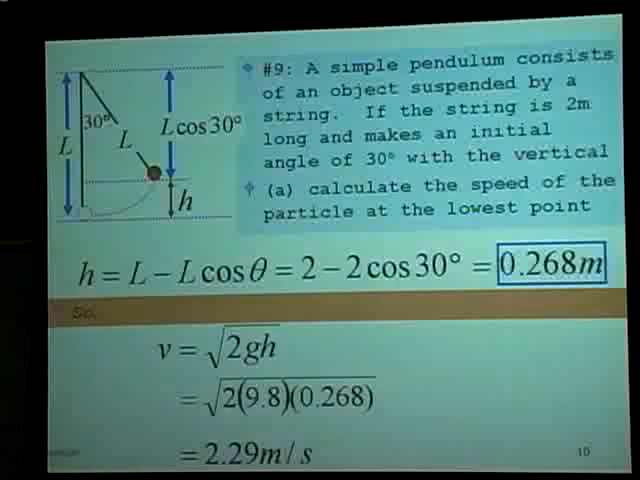 #9: A simple pendulum consists
of an object suspended by a
string. If the string is 2m
long and makes an initial
angle of 30° with the vertical
(a) calculate the speed of the
particle at the lowest point
30°
L
L
L cos 30°
h
h = L − L cos θ = 2 − 2 cos 30° = 0.268m
So,
v = √2gh
= √2(9.8)(0.268)
= 2.29m / s